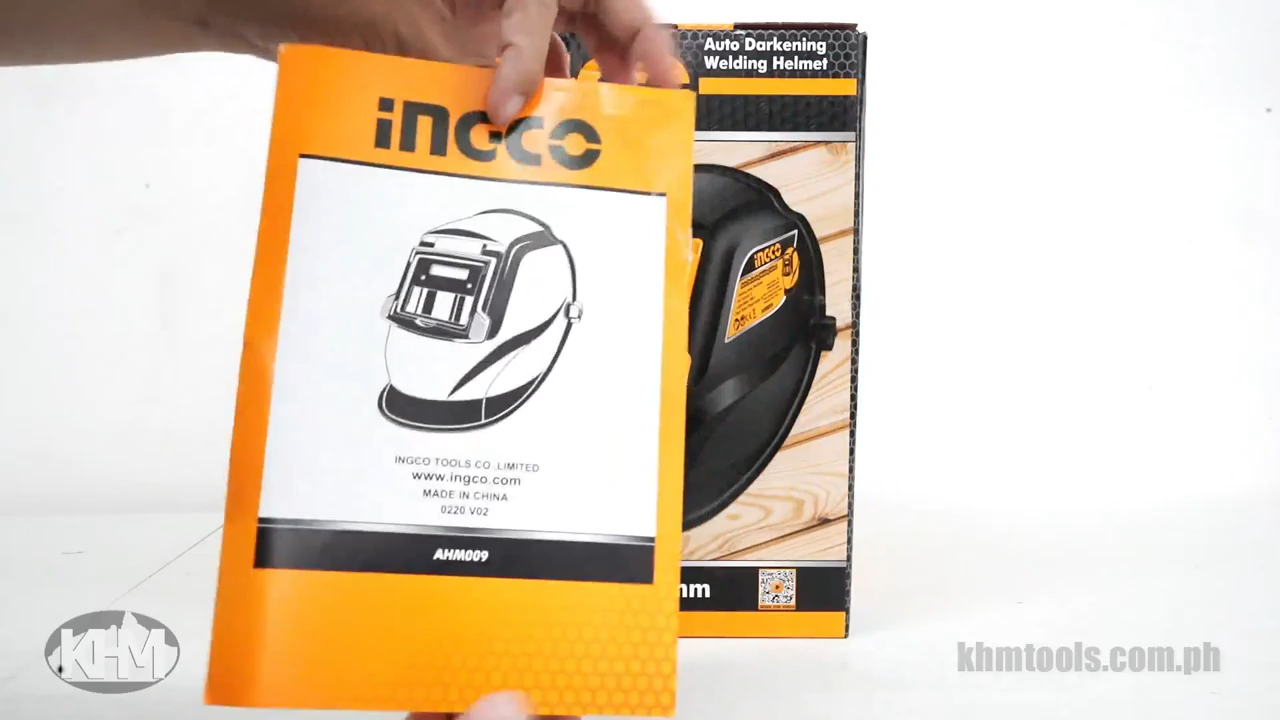 Auto Darkening
Welding Helmet
INGCO
INGCO
INGCO TOOLS CO.,LIMITED
www.ingco.com
MADE IN CHINA
0220 V02
AHM009
KHM
khmtools.com.ph